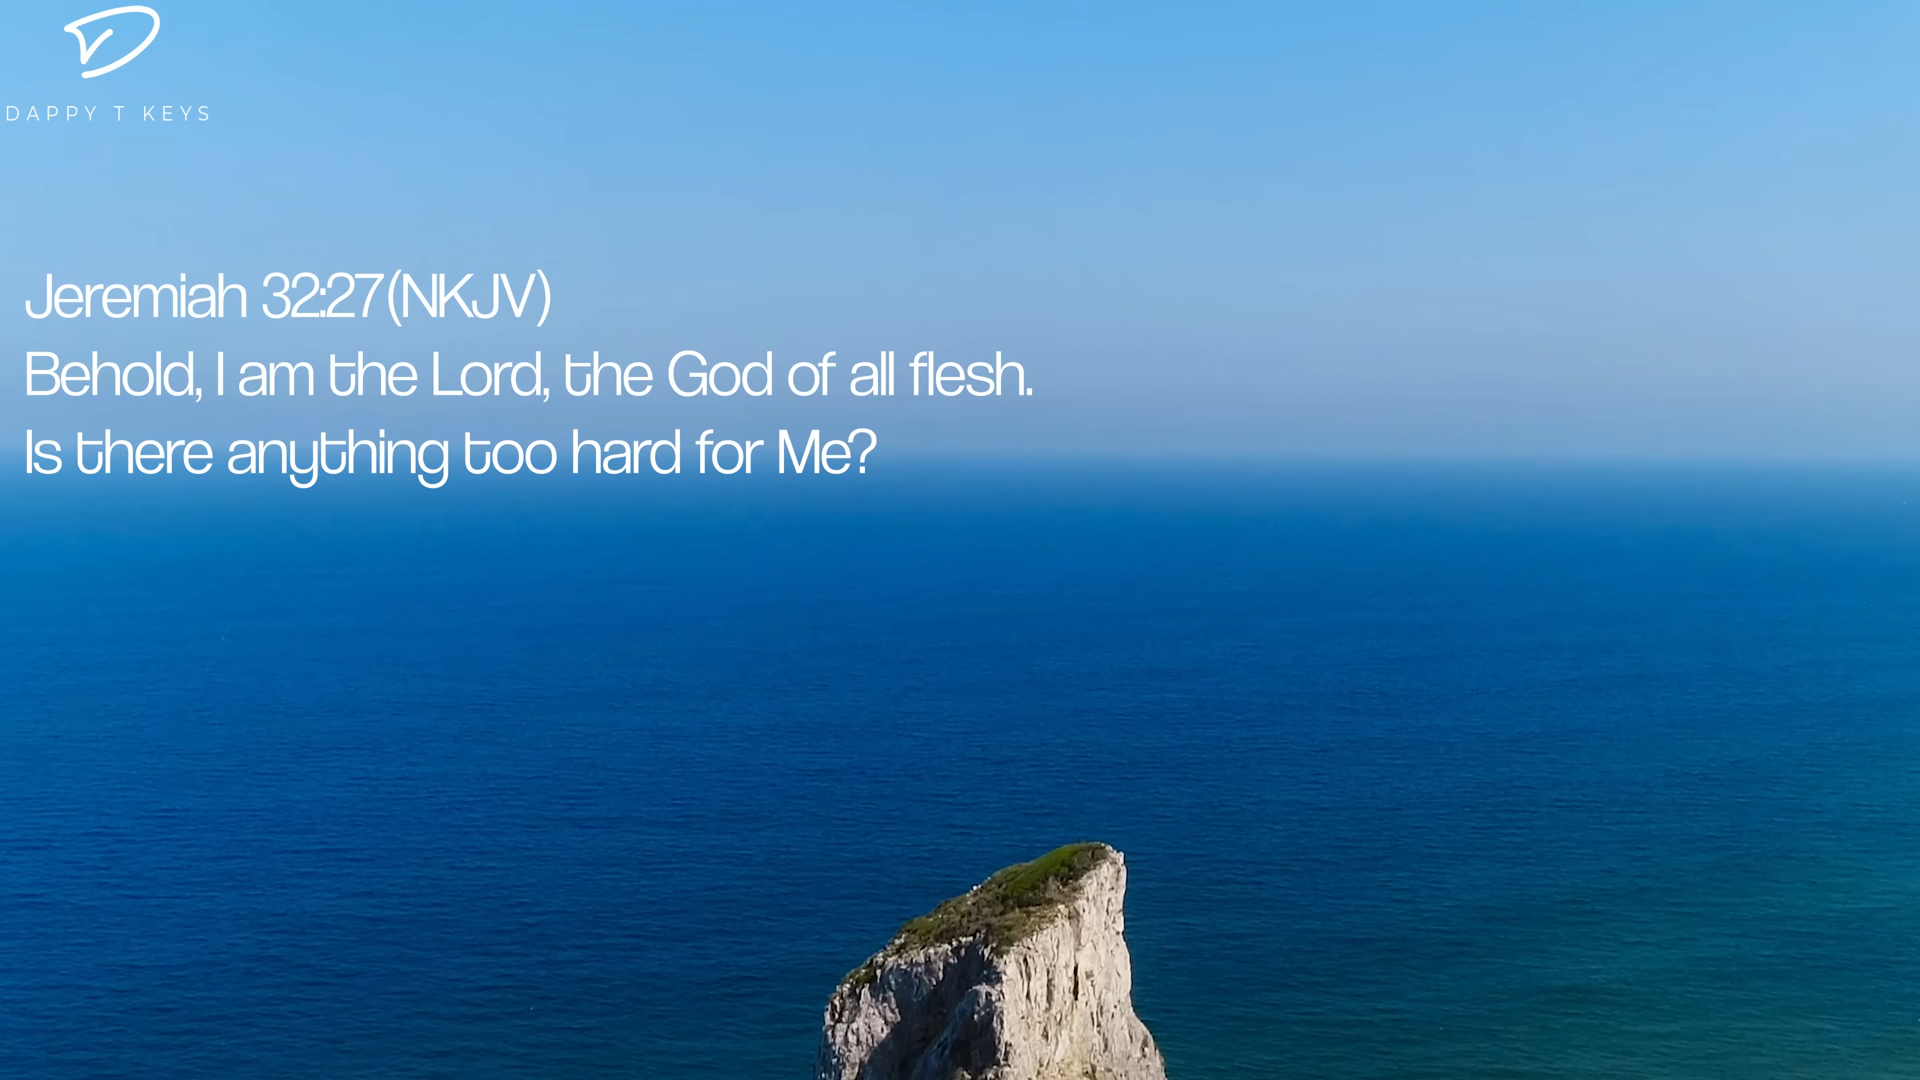 DAPPY T KEYS
Jeremiah 32:27(NKJV)
Behold, I am the Lord, the God of all flesh.
Is there anything too hard for Me?